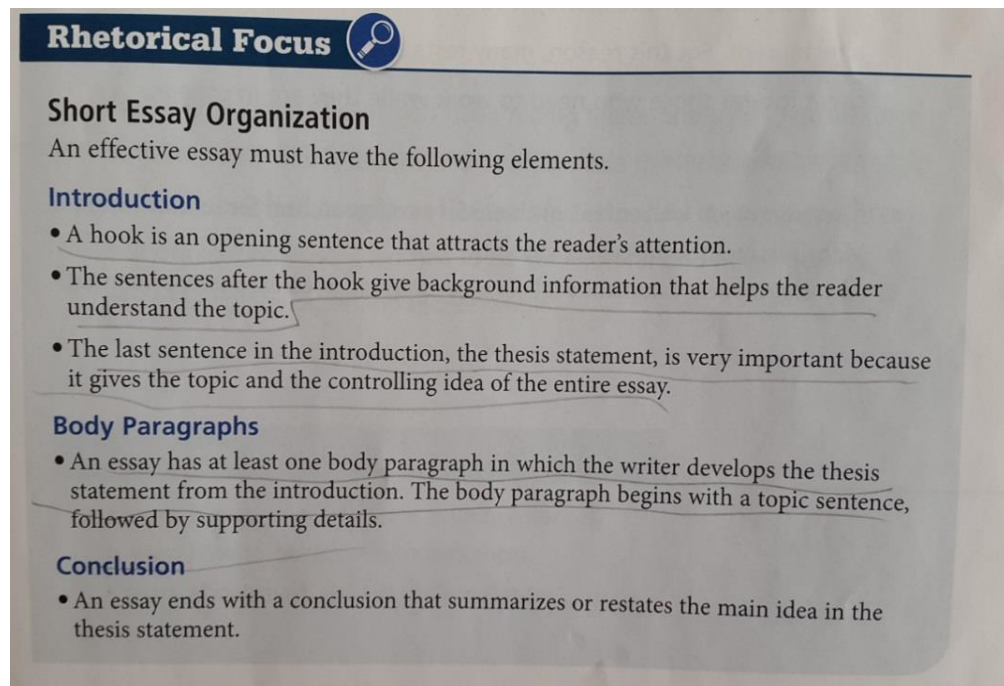 Rhetorical Focus
Short Essay Organization
An effective essay must have the following elements.
Introduction
• A hook is an opening sentence that attracts the reader's attention.
• The sentences after the hook give background information that helps the reader
understand the topic.
• The last sentence in the introduction, the thesis statement, is very important because
it gives the topic and the controlling idea of the entire essay.
Body Paragraphs
• An essay has at least one body paragraph in which the writer develops the thesis
statement from the introduction. The body paragraph begins with a topic sentence,
followed by supporting details.
Conclusion
• An essay ends with a conclusion that summarizes or restates the main idea in the
thesis statement.